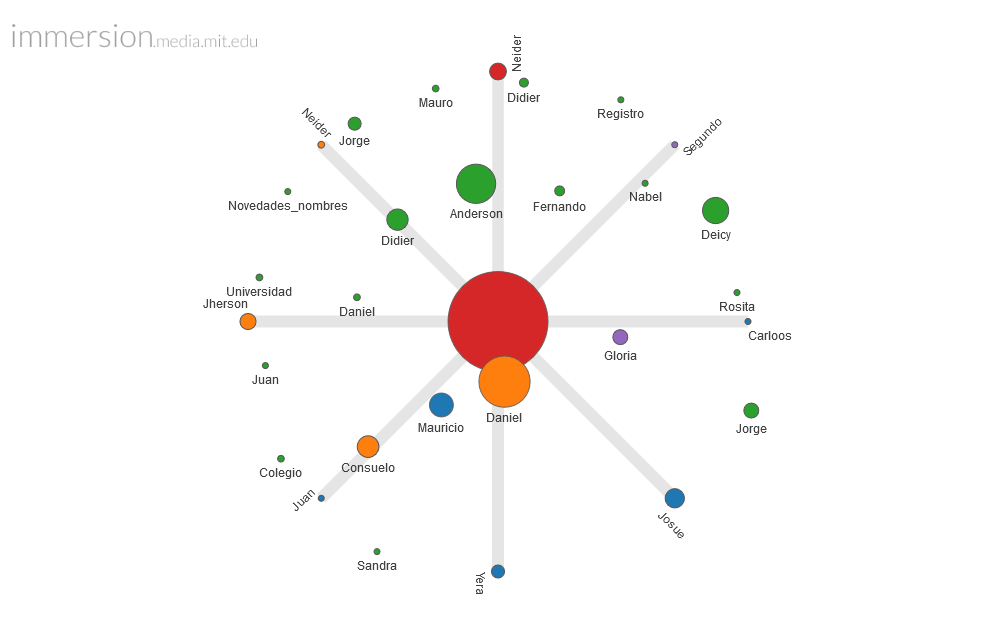 immersion.media.mit.edu
Neider
Mauro
Didier
Registro
Neider
Jorge
Segundo
Novedades_nombres
Anderson
Fernando
Nabel
Didier
Deicy
Universidad
Jherson
Daniel
Rosita
Carloos
Gloria
Juan
Daniel
Mauricio
Jorge
Colegio
Consuelo
Juan
Josue
Sandra
Yera